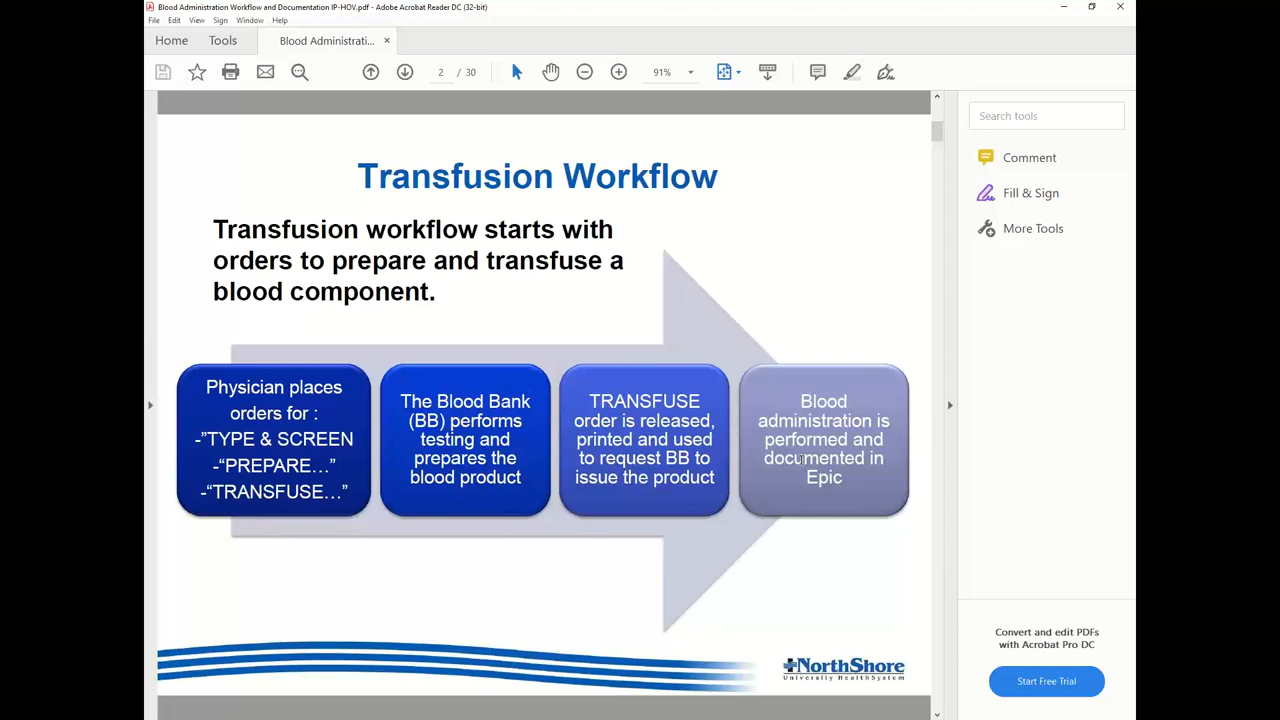 Blood Administration Workflow and Documentation IP-HOV.pdf - Adobe Acrobat Reader DC (32-bit)
File Edit View Sign Window Help
Home Tools Blood Administrati... ×
2 / 30 91%
Search tools
Comment
Fill & Sign
More Tools
Transfusion Workflow
Transfusion workflow starts with
orders to prepare and transfuse a
blood component.
Physician places
orders for :
-”TYPE & SCREEN
-“PREPARE…”
-“TRANSFUSE…”
The Blood Bank
(BB) performs
testing and
prepares the
blood product
TRANSFUSE
order is released,
printed and used
to request BB to
issue the product
Blood
administration is
performed and
documented in
Epic
NorthShore
University HealthSystem
Convert and edit PDFs
with Acrobat Pro DC
Start Free Trial